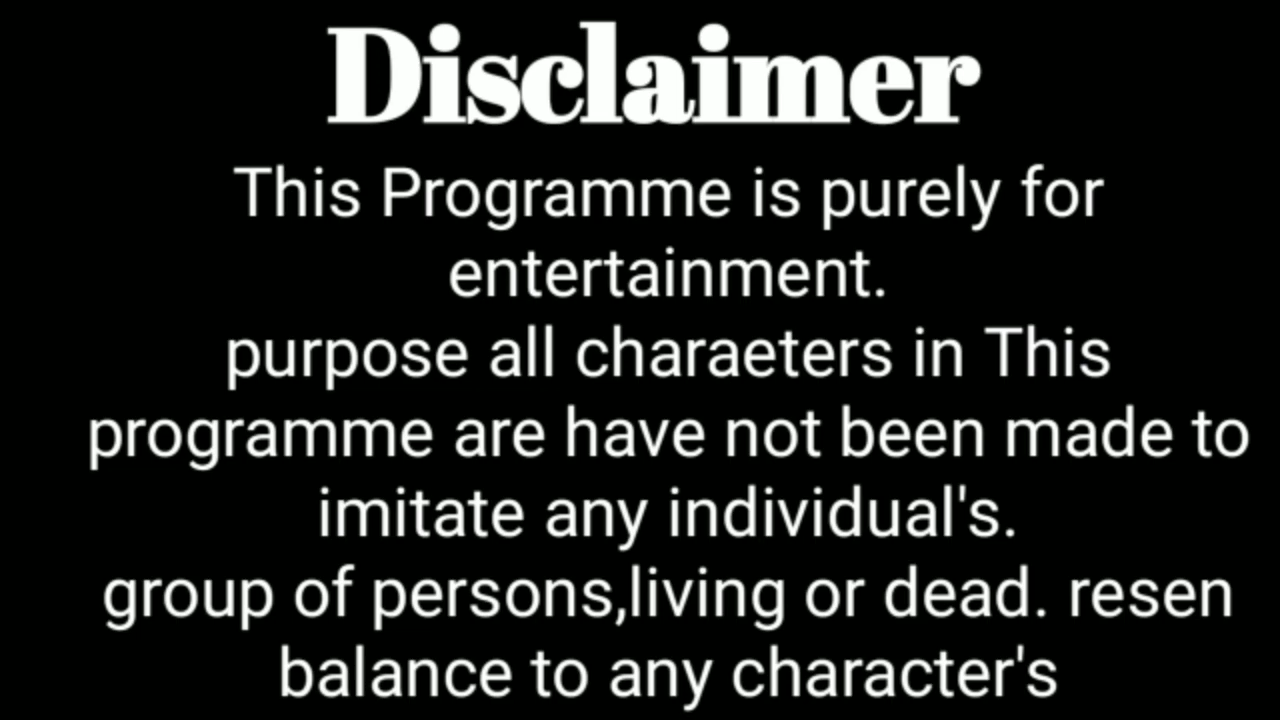 Disclaimer
This Programme is purely for
entertainment.
purpose all charaeters in This
programme are have not been made to
imitate any individual's.
group of persons,living or dead. resen
balance to any character's